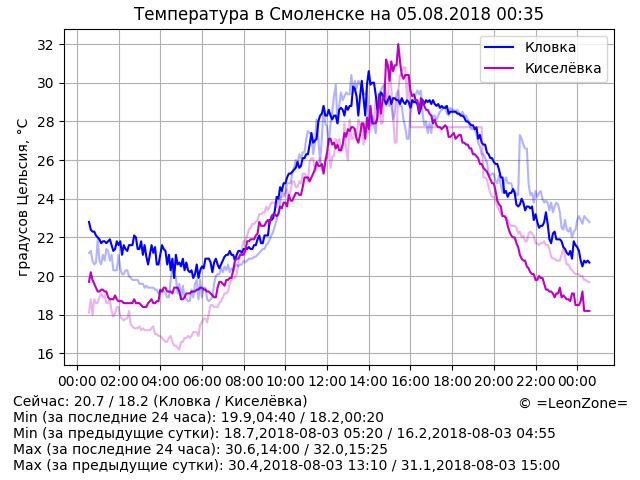 Температура в Смоленске на 05.08.2018 00:35
Кловка
Киселёвка
градусов Цельсия, °C
32
30
28
26
24
22
20
18
16
00:00 02:00 04:00 06:00 08:00 10:00 12:00 14:00 16:00 18:00 20:00 22:00 00:00
Сейчас: 20.7 / 18.2 (Кловка / Киселёвка)
© =LeonZone=
Min (за последние 24 часа): 19.9,04:40 / 18.2,00:20
Min (за предыдущие сутки): 18.7,2018-08-03 05:20 / 16.2,2018-08-03 04:55
Max (за последние 24 часа): 30.6,14:00 / 32.0,15:25
Max (за предыдущие сутки): 30.4,2018-08-03 13:10 / 31.1,2018-08-03 15:00